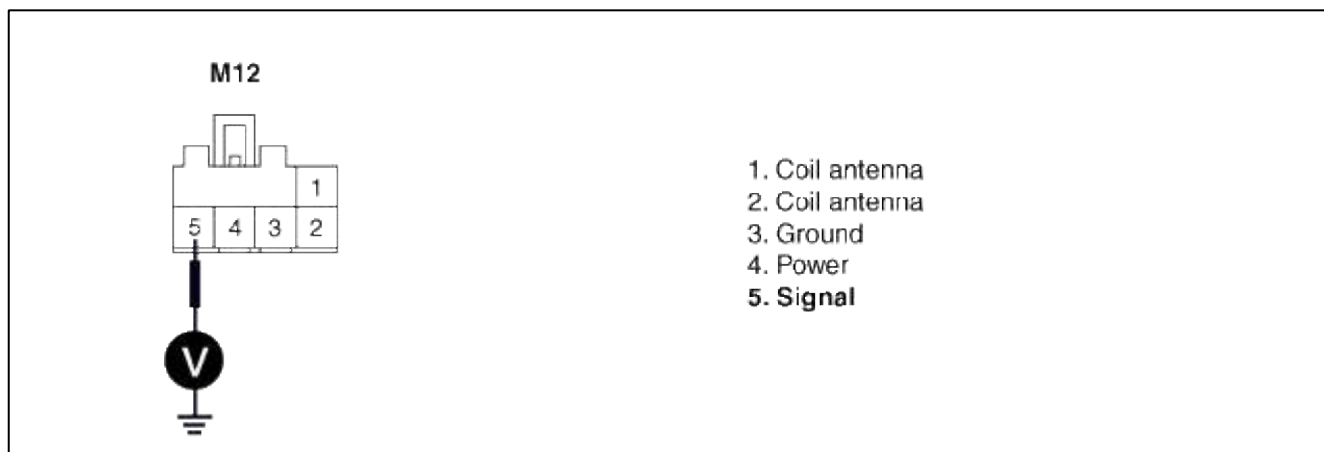 M12
1
5 4 3 2
V
1. Coil antenna
2. Coil antenna
3. Ground
4. Power
5. Signal